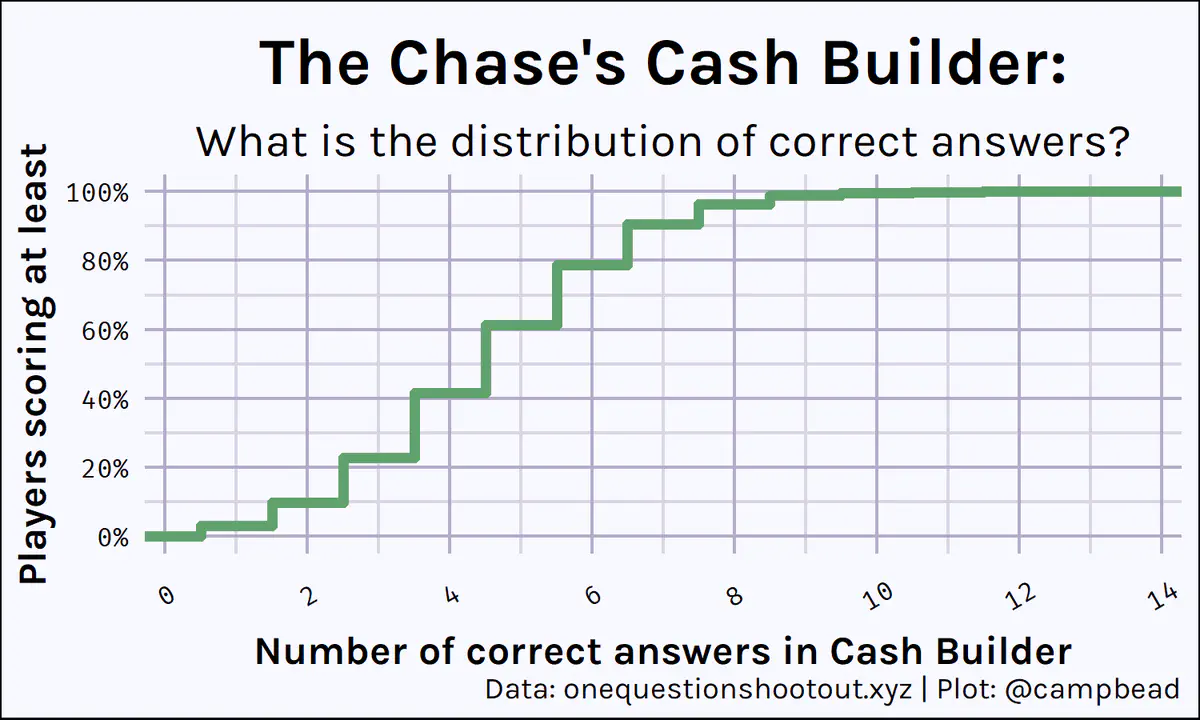 The Chase's Cash Builder:
What is the distribution of correct answers?
Players scoring at least
100%
80%
60%
40%
20%
0%
0 2 4 6 8 10 12 14
Number of correct answers in Cash Builder
Data: onequestionshootout.xyz | Plot: @campbead